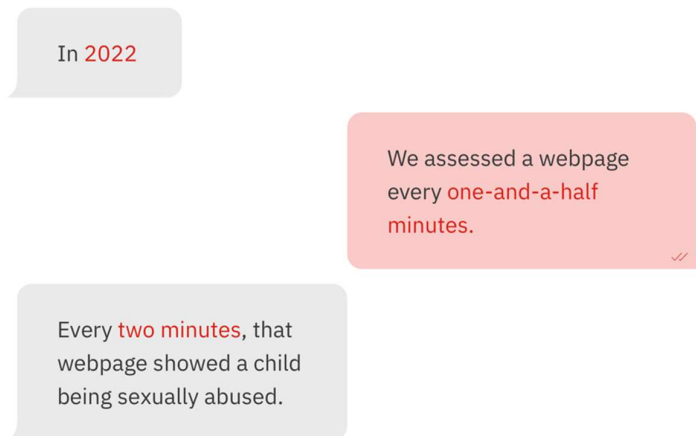 In 2022
We assessed a webpage
every one-and-a-half
minutes.
Every two minutes, that
webpage showed a child
being sexually abused.